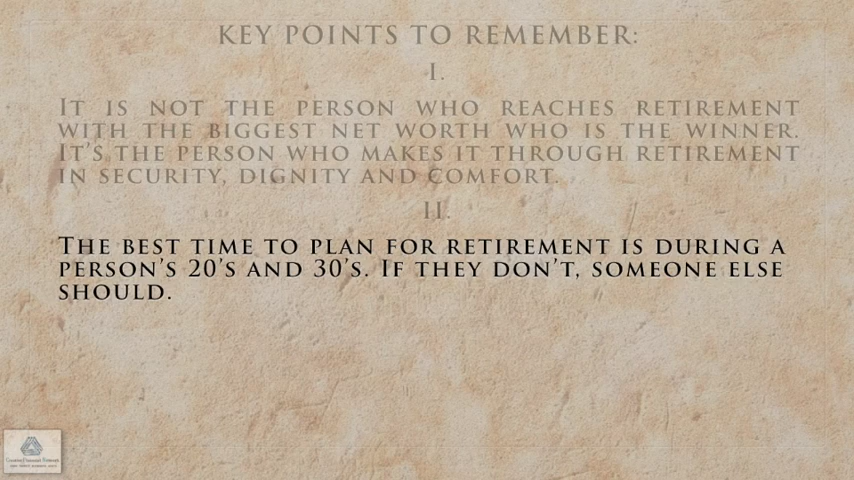 KEY POINTS TO REMEMBER:
I.
IT IS NOT THE PERSON WHO REACHES RETIREMENT
WITH THE BIGGEST NET WORTH WHO IS THE WINNER.
IT'S THE PERSON WHO MAKES IT THROUGH RETIREMENT
IN SECURITY, DIGNITY AND COMFORT.
II.
THE BEST TIME TO PLAN FOR RETIREMENT IS DURING A
PERSON'S 20'S AND 30'S. IF THEY DON'T, SOMEONE ELSE
SHOULD.